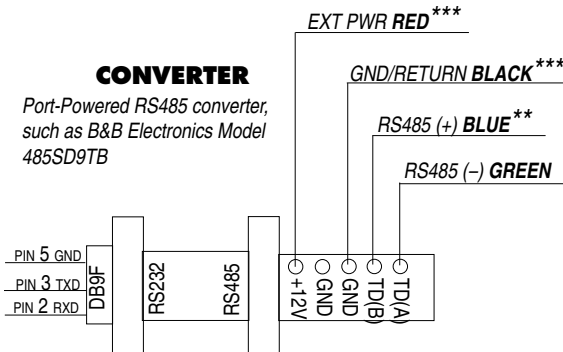 EXT PWR RED***
CONVERTER
GND/RETURN BLACK***
Port-Powered RS485 converter,
such as B&B Electronics Model
485SD9TB
RS485 (+) BLUE**
RS485 (–) GREEN
PIN 5 GND
PIN 3 TXD
PIN 2 RXD
DB9F
RS232
RS485
+12V
GND
GND
TD(B)
TD(A)